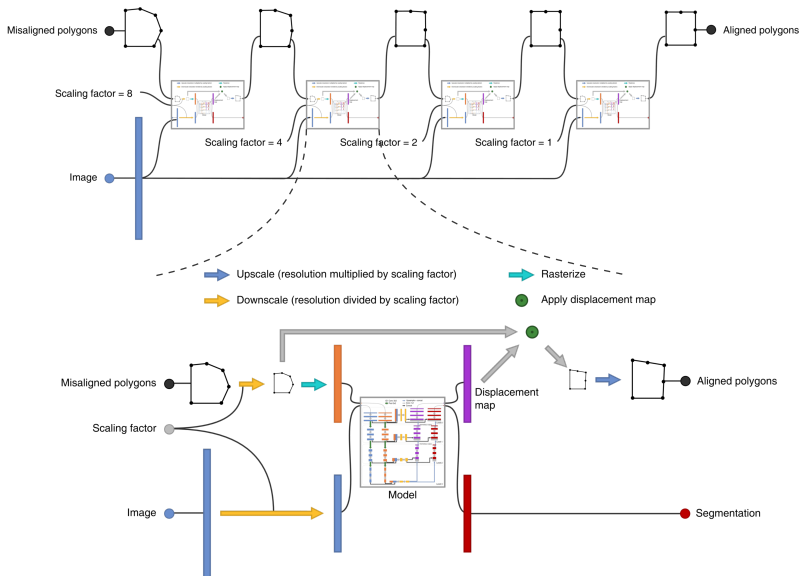 Misaligned polygons
Aligned polygons
Scaling factor = 8
Scaling factor = 4
Scaling factor = 2
Scaling factor = 1
Image
Upscale (resolution multiplied by scaling factor)
Rasterize
Downscale (resolution divided by scaling factor)
Apply displacement map
Misaligned polygons
Displacement
map
Aligned polygons
Scaling factor
Model
Image
Segmentation